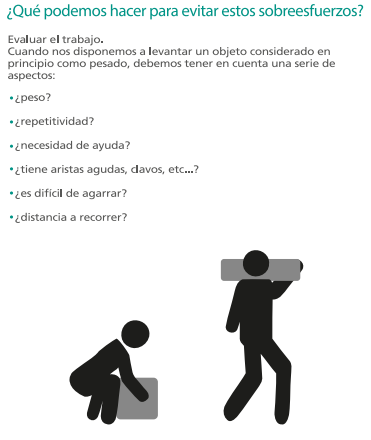 ¿Qué podemos hacer para evitar estos sobreesfuerzos?
Evaluar el trabajo.
Cuando nos disponemos a levantar un objeto considerado en
principio como pesado, debemos tener en cuenta una serie de
aspectos:
•¿peso?
•¿repetitividad?
•¿necesidad de ayuda?
•¿tiene aristas agudas, clavos, etc...?
•¿es difícil de agarrar?
•¿distancia a recorrer?